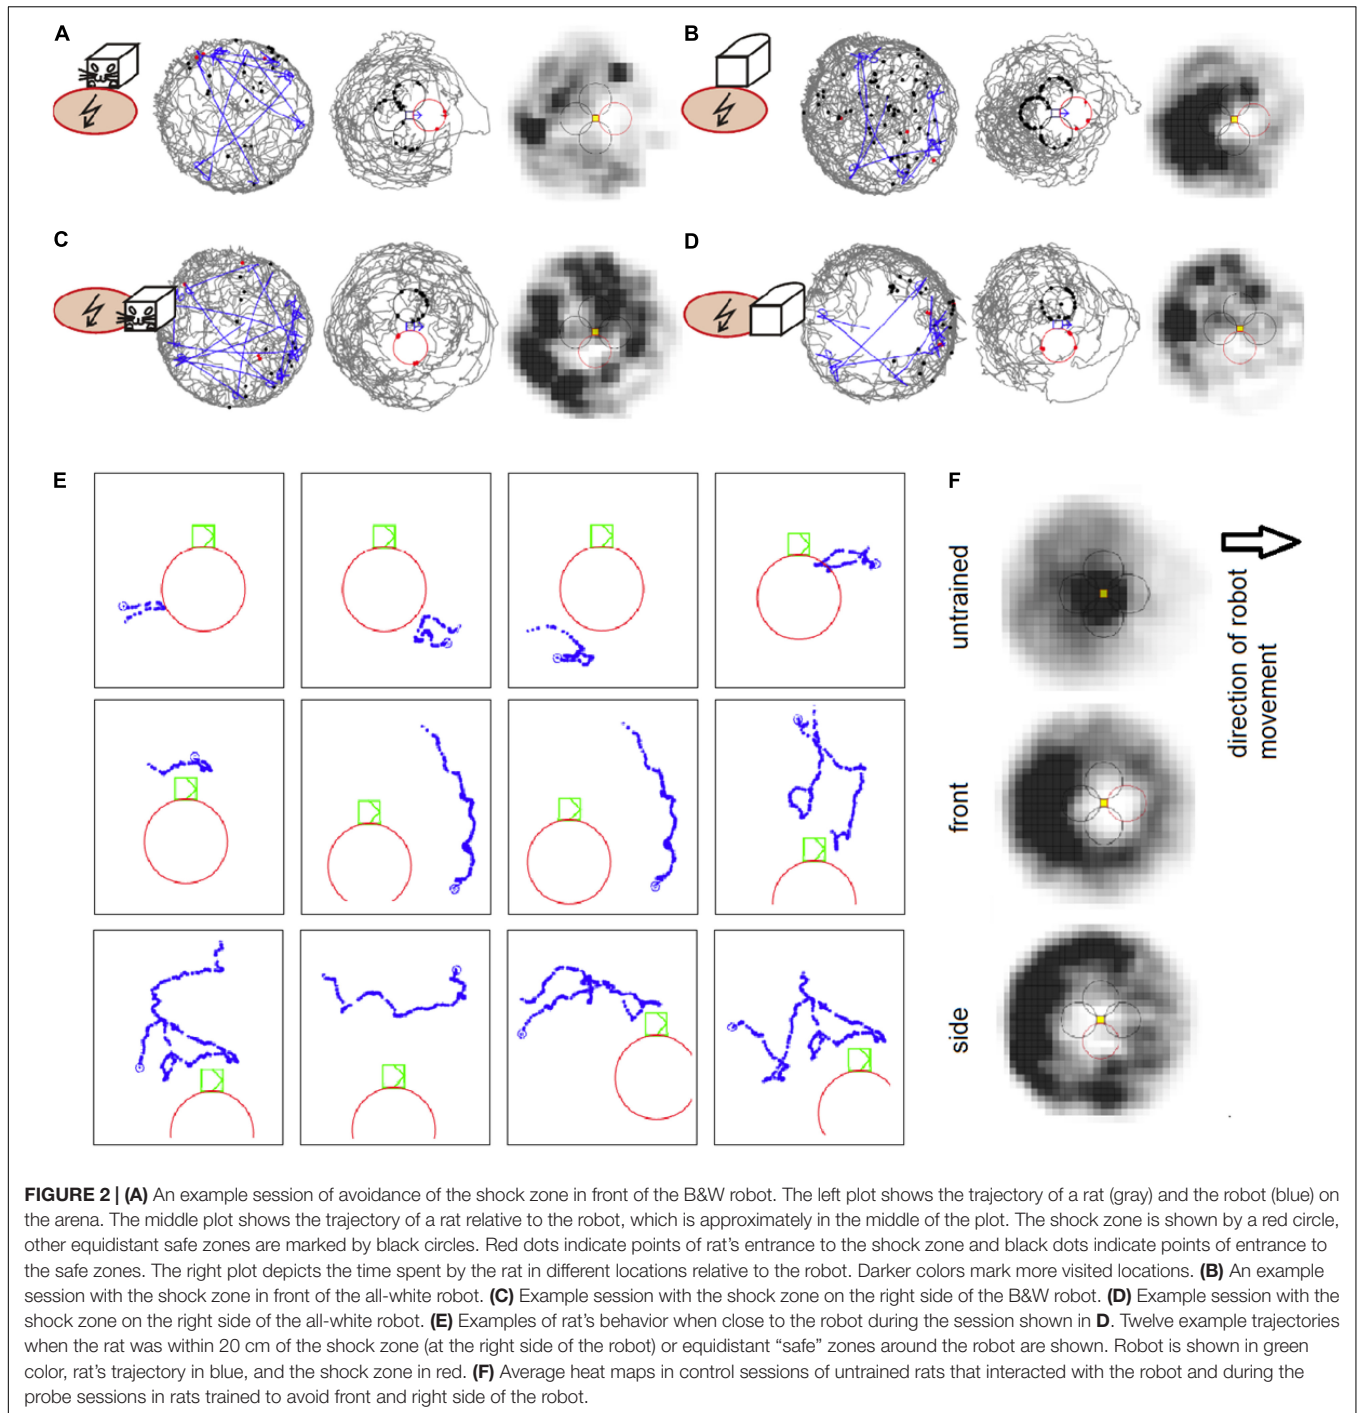 A
B
C
D
E
F
untrained
front
side
direction of robot
movement
FIGURE 2 | (A) An example session of avoidance of the shock zone in front of the B&W robot. The left plot shows the trajectory of a rat (gray) and the robot (blue) on
the arena. The middle plot shows the trajectory of a rat relative to the robot, which is approximately in the middle of the plot. The shock zone is shown by a red circle,
other equidistant safe zones are marked by black circles. Red dots indicate points of rat's entrance to the shock zone and black dots indicate points of entrance to
the safe zones. The right plot depicts the time spent by the rat in different locations relative to the robot. Darker colors mark more visited locations. (B) An example
session with the shock zone in front of the all-white robot. (C) Example session with the shock zone on the right side of the B&W robot. (D) Example session with the
shock zone on the right side of the all-white robot. (E) Examples of rat's behavior when close to the robot during the session shown in D. Twelve example trajectories
when the rat was within 20 cm of the shock zone (at the right side of the robot) or equidistant “safe” zones around the robot are shown. Robot is shown in green
color, rat's trajectory in blue, and the shock zone in red. (F) Average heat maps in control sessions of untrained rats that interacted with the robot and during the
probe sessions in rats trained to avoid front and right side of the robot.